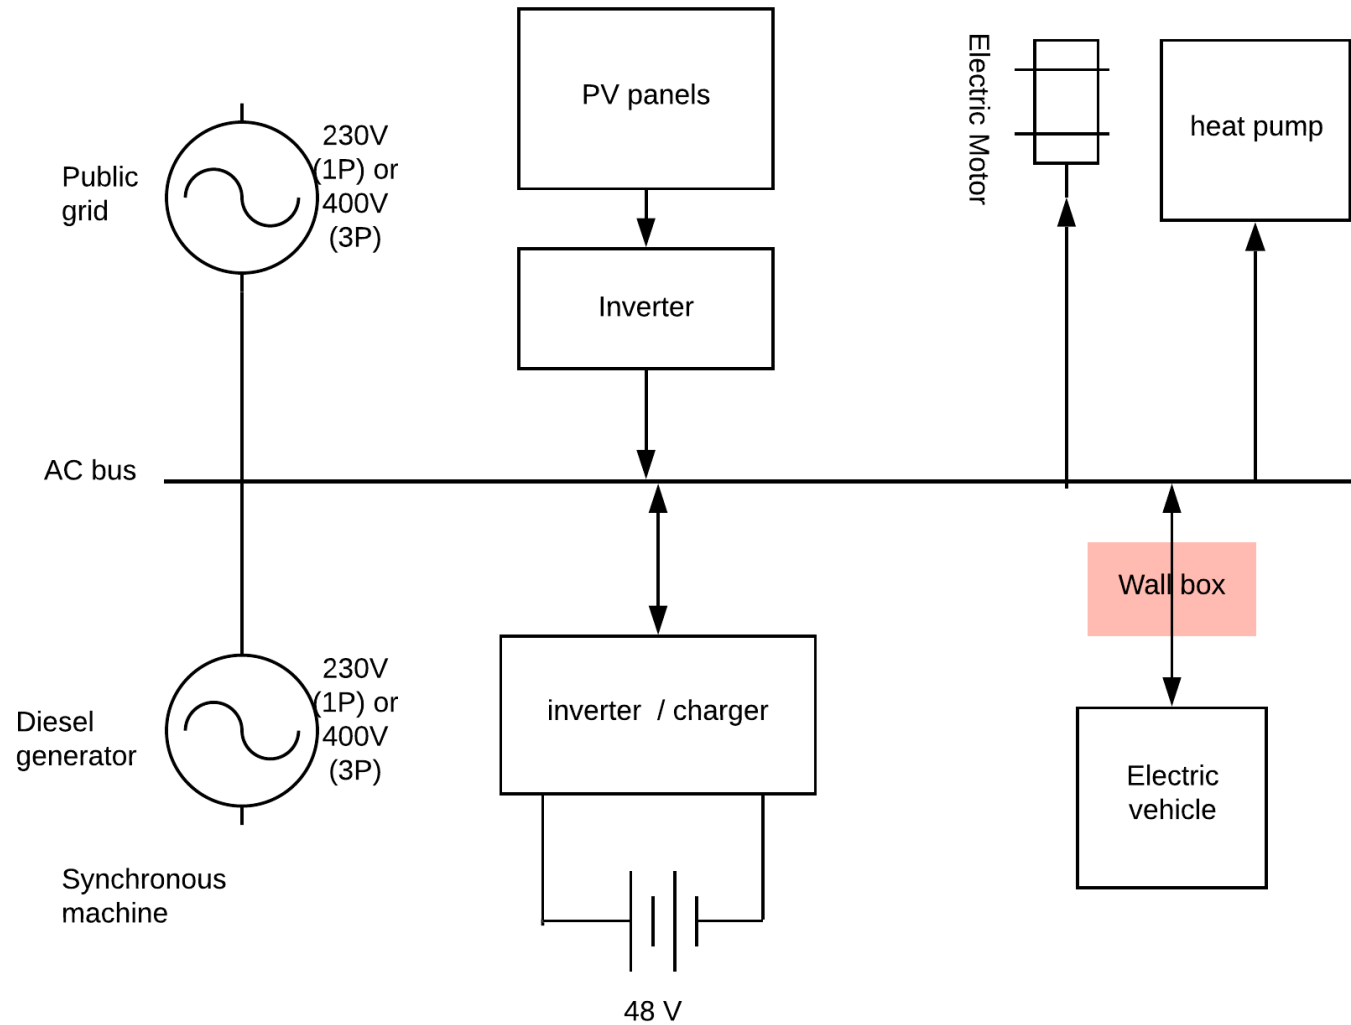 PV panels
Electric Motor
heat pump
230V
(1P) or
400V
(3P)
Public
grid
Inverter
AC bus
Wall box
230V
(1P) or
400V
(3P)
Diesel
generator
inverter / charger
Electric
vehicle
Synchronous
machine
48 V